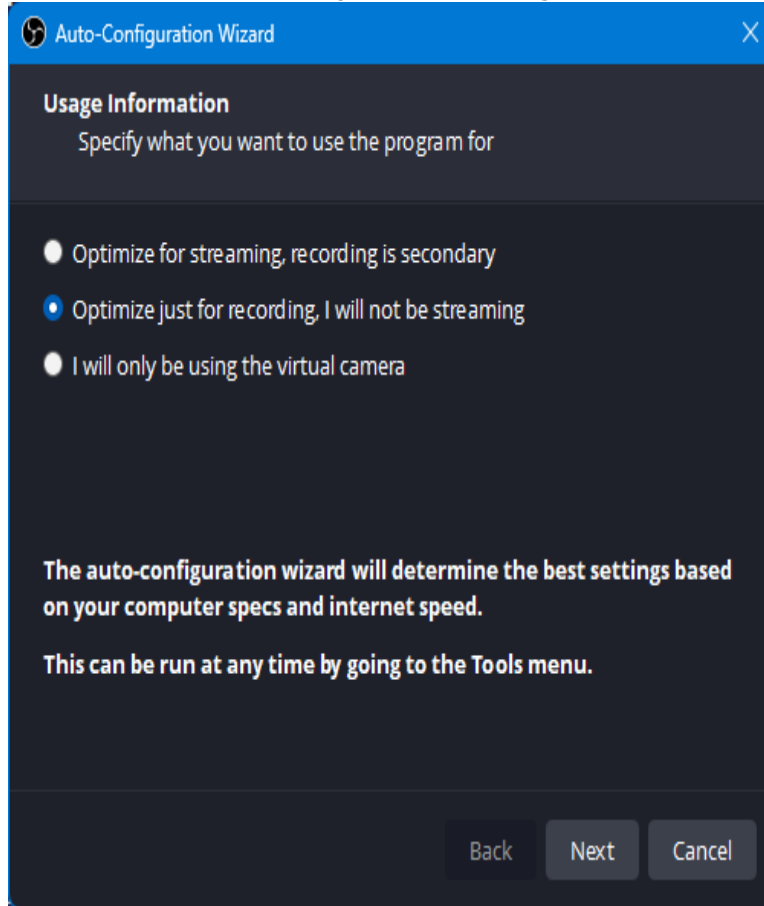 Auto-Configuration Wizard
Usage Information
Specify what you want to use the program for
Optimize for streaming, recording is secondary
Optimize just for recording, I will not be streaming
I will only be using the virtual camera
The auto-configuration wizard will determine the best settings based
on your computer specs and internet speed.
This can be run at any time by going to the Tools menu.
Back Next Cancel